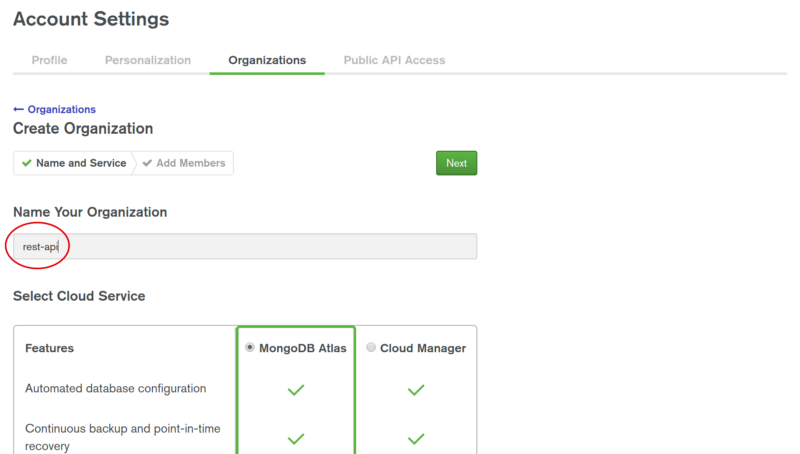 Account Settings
Profile Personalization Organizations Public API Access
← Organizations
Create Organization
Name and Service Add Members Next
Name Your Organization
rest-api
Select Cloud Service
Features MongoDB Atlas Cloud Manager
Automated database configuration
Continuous backup and point-in-time
recovery